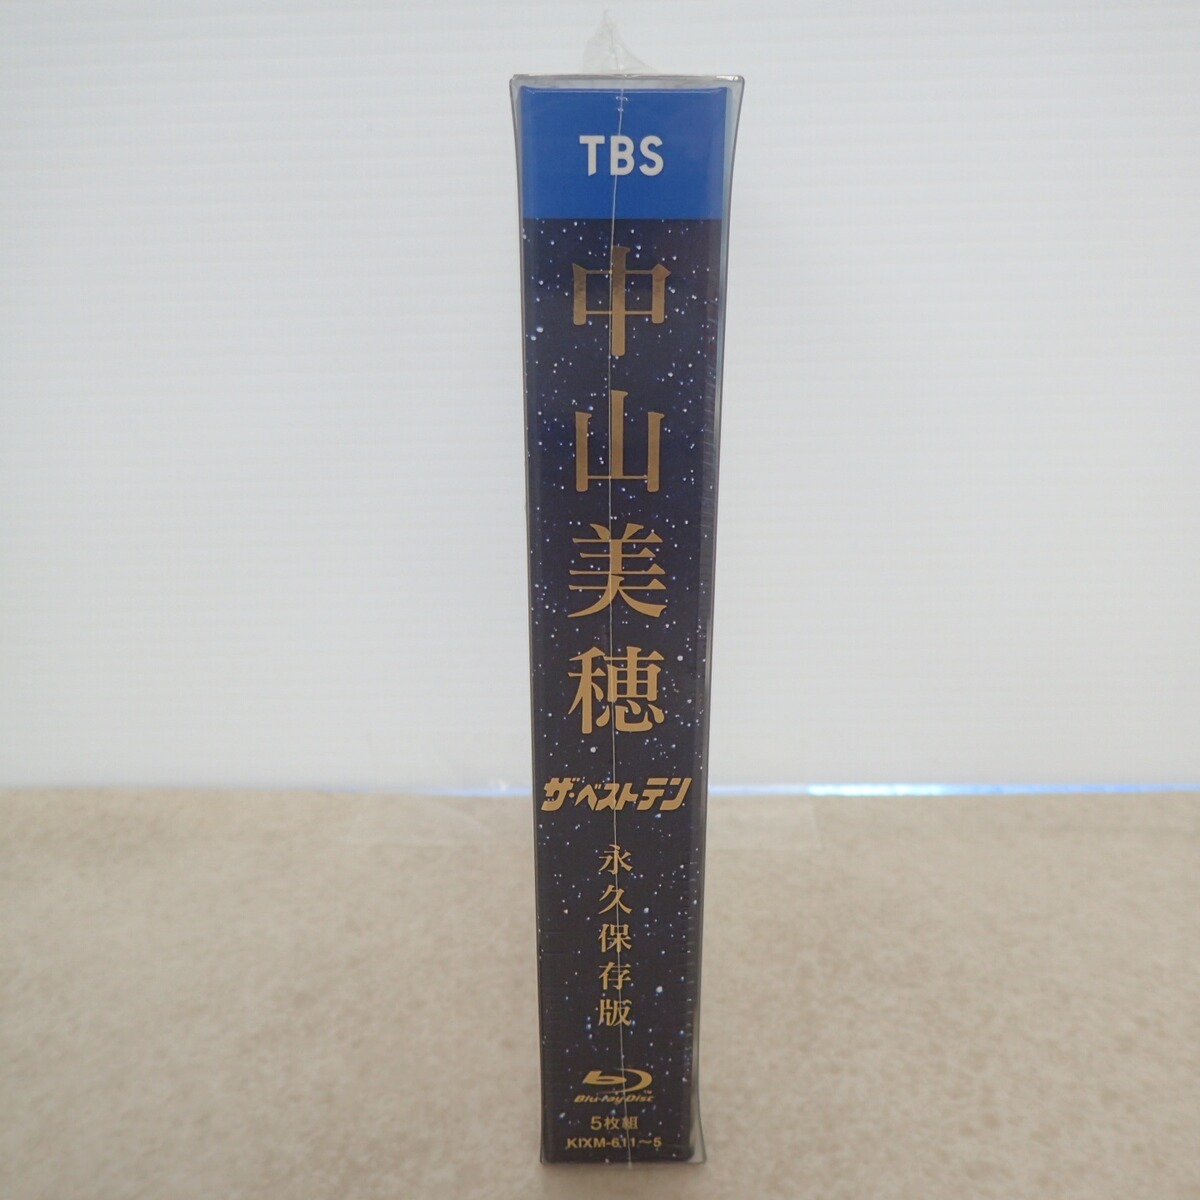 TBS
中山美穂
ザ・ベストテン
永久保存版
Blu-ray Disc
5枚組
KIXM-611～5